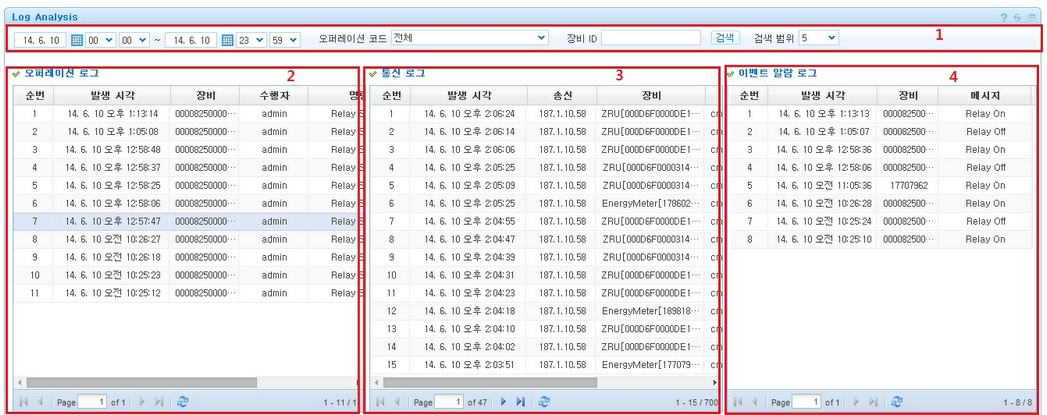 Log Analysis
14. 6. 10 00 00 ~ 14. 6. 10 23 59 오퍼레이션 코드 전체 장비 ID 검색 검색 범위 5 1
오퍼레이션 로그 2
순번 발생 시각 장비 수행자
1 14. 6. 10 오후 1:13:14 00008250000··· admin Relay S
2 14. 6. 10 오후 1:05:08 00008250000··· admin Relay S
3 14. 6. 10 오후 12:58:48 00008250000··· admin Relay S
4 14. 6. 10 오후 12:58:37 00008250000··· admin Relay S
5 14. 6. 10 오후 12:58:25 00008250000··· admin Relay S
6 14. 6. 10 오후 12:58:06 00008250000··· admin Relay S
7 14. 6. 10 오후 12:57:47 00008250000··· admin Relay S
8 14. 6. 10 오전 10:26:27 00008250000··· admin Relay S
9 14. 6. 10 오전 10:26:18 00008250000··· admin Relay S
10 14. 6. 10 오전 10:25:23 00008250000··· admin Relay S
11 14. 6. 10 오전 10:25:12 00008250000··· admin Relay S
Page 1 of 1 1 - 11 / 1
통신 로그 3
순번 발생 시각 송신 장비
1 14. 6. 10 오후 2:06:24 187.1.10.58 ZRU[000D6F0000DE1··· cm
2 14. 6. 10 오후 2:06:14 187.1.10.58 ZRU[000D6F0000DE1··· cm
3 14. 6. 10 오후 2:06:06 187.1.10.58 ZRU[000D6F0000DE1··· cm
4 14. 6. 10 오후 2:05:25 187.1.10.58 ZRU[000D6F0000314··· cm
5 14. 6. 10 오후 2:05:09 187.1.10.58 ZRU[000D6F0000314··· cm
6 14. 6. 10 오후 2:05:25 187.1.10.58 EnergyMeter[178602··· cm
7 14. 6. 10 오후 2:04:55 187.1.10.58 ZRU[000D6F0000314··· cm
8 14. 6. 10 오후 2:04:47 187.1.10.58 ZRU[000D6F0000314··· cm
9 14. 6. 10 오후 2:04:39 187.1.10.58 ZRU[000D6F0000314··· cm
10 14. 6. 10 오후 2:04:31 187.1.10.58 ZRU[000D6F0000DE1··· cm
11 14. 6. 10 오후 2:04:23 187.1.10.58 ZRU[000D6F0000DE1··· cm
12 14. 6. 10 오후 2:04:18 187.1.10.58 EnergyMeter[189818··· cm
13 14. 6. 10 오후 2:04:10 187.1.10.58 ZRU[000D6F0000DE1··· cm
14 14. 6. 10 오후 2:04:02 187.1.10.58 ZRU[000D6F0000DE1··· cm
15 14. 6. 10 오후 2:03:51 187.1.10.58 EnergyMeter[177079··· cm
Page 1 of 47 1 - 15 / 700
이벤트 알람 로그 4
순번 발생 시각 장비 메시지
1 14. 6. 10 오후 1:13:13 000082500··· Relay On
2 14. 6. 10 오후 1:05:07 000082500··· Relay Off
3 14. 6. 10 오후 12:58:36 000082500··· Relay On
4 14. 6. 10 오후 12:58:06 000082500··· Relay Off
5 14. 6. 10 오전 11:05:36 17707962 Relay On
6 14. 6. 10 오전 10:26:28 000082500··· Relay On
7 14. 6. 10 오전 10:25:24 000082500··· Relay Off
8 14. 6. 10 오전 10:25:10 000082500··· Relay On
Page 1 of 1 1 - 8 / 8